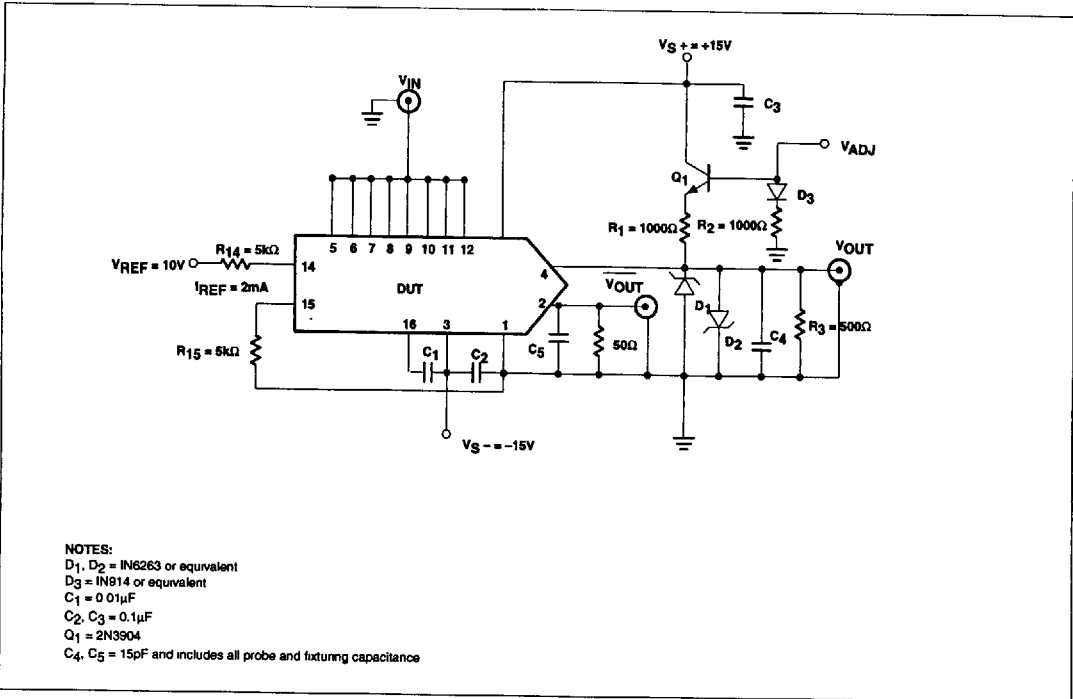 VS + = +15V
VIN
C3
VADJ
Q1
D3
R1 = 1000Ω
R2 = 1000Ω
5 6 7 8 9 10 11 12
R14 = 5kΩ
VREF = 10V
14
4
VOUT
VOUT
IREF = 2mA
DUT
15
2
D1
D2
C4
R3 = 500Ω
16 3 1
C5
50Ω
R15 = 5kΩ
C1
C2
VS – = –15V
NOTES:
D1, D2 = IN6263 or equivalent
D3 = IN914 or equivalent
C1 = 0 01µF
C2, C3 = 0.1µF
Q1 = 2N3904
C4, C5 = 15pF and includes all probe and fixturing capacitance